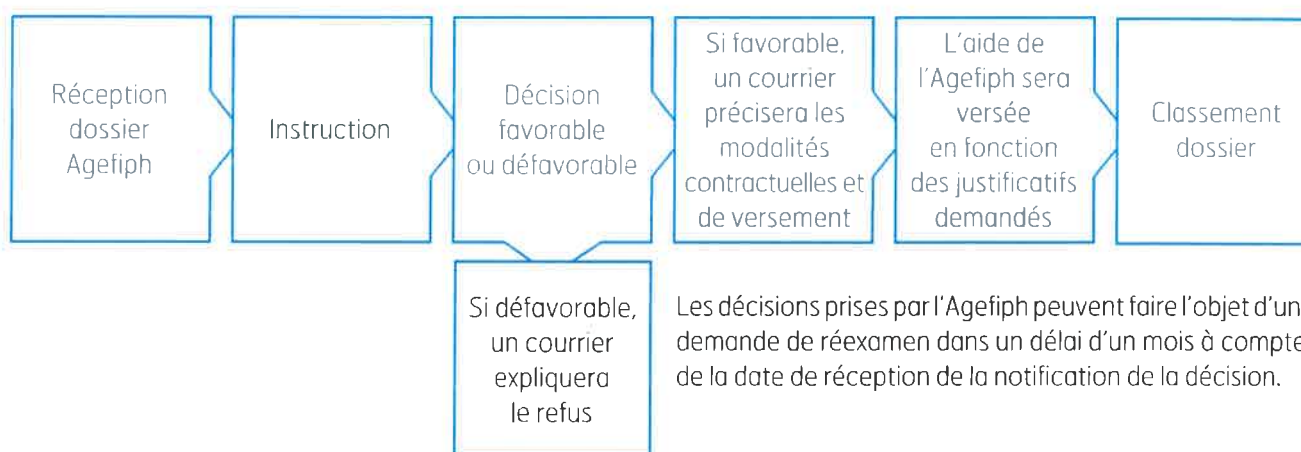 Réception
dossier
Agefiph
Instruction
Décision
favorable
ou défavorable
Si favorable,
un courrier
précisera les
modalités
contractuelles et
de versement
L'aide de
l'Agefiph sera
versée
en fonction
des justificatifs
demandés
Classement
dossier
Si défavorable,
un courrier
expliquera
le refus
Les décisions prises par l'Agefiph peuvent faire l'objet d'un
demande de réexamen dans un délai d'un mois à compte
de la date de réception de la notification de la décision.